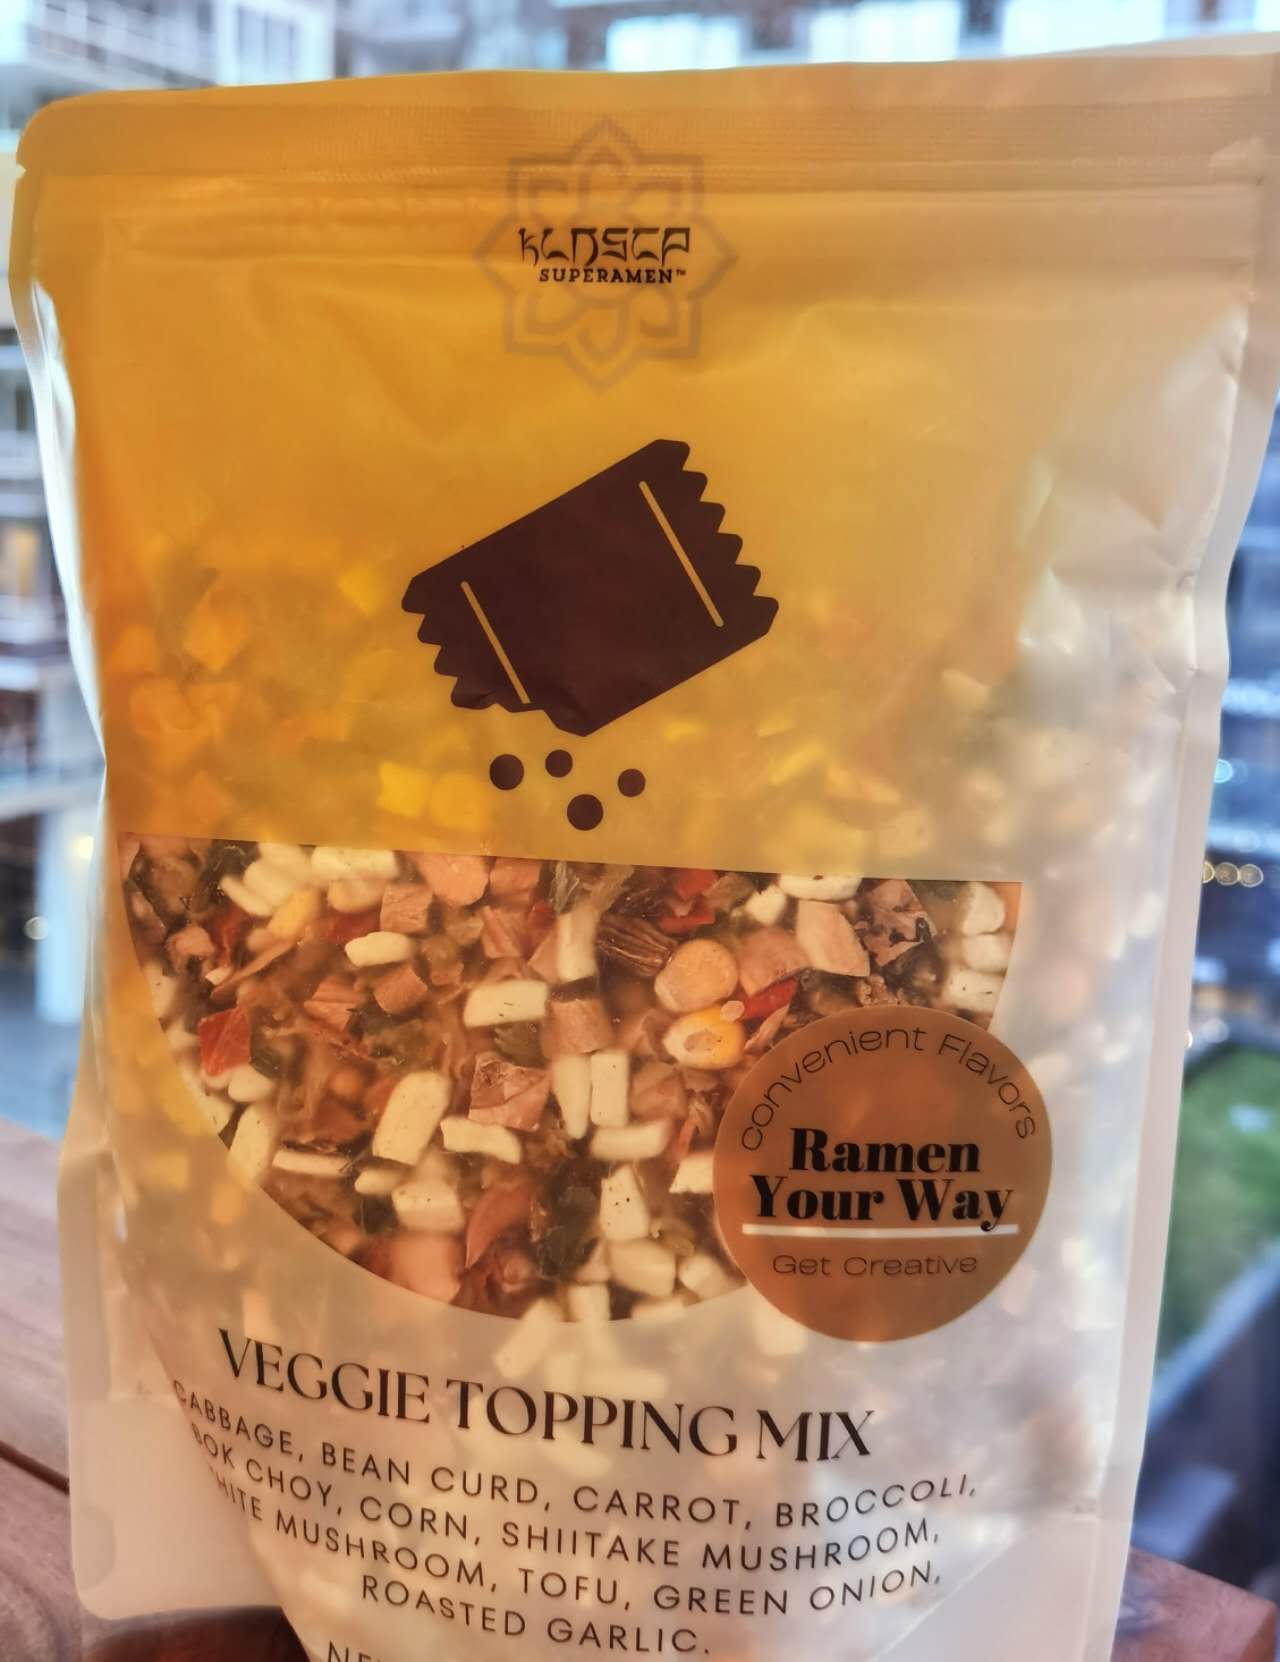 KLNSCP
SUPERAMEN™
Convenient Flavors
Ramen
Your Way
Get Creative
VEGGIE TOPPING MIX
CABBAGE, BEAN CURD, CARROT, BROCCOLI,
BOK CHOY, CORN, SHIITAKE MUSHROOM,
WHITE MUSHROOM, TOFU, GREEN ONION,
ROASTED GARLIC.